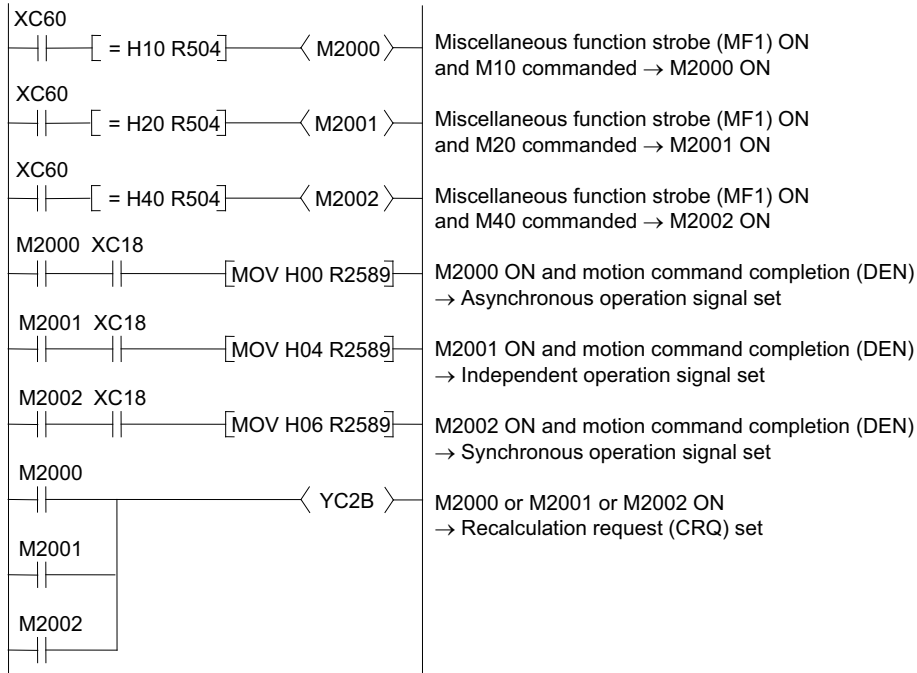 XC60
= H10 R504 M2000
Miscellaneous function strobe (MF1) ON
and M10 commanded → M2000 ON
XC60
= H20 R504 M2001
Miscellaneous function strobe (MF1) ON
and M20 commanded → M2001 ON
XC60
= H40 R504 M2002
Miscellaneous function strobe (MF1) ON
and M40 commanded → M2002 ON
M2000 XC18
MOV H00 R2589
M2000 ON and motion command completion (DEN)
→ Asynchronous operation signal set
M2001 XC18
MOV H04 R2589
M2001 ON and motion command completion (DEN)
→ Independent operation signal set
M2002 XC18
MOV H06 R2589
M2002 ON and motion command completion (DEN)
→ Synchronous operation signal set
M2000
YC2B
M2000 or M2001 or M2002 ON
→ Recalculation request (CRQ) set
M2001
M2002